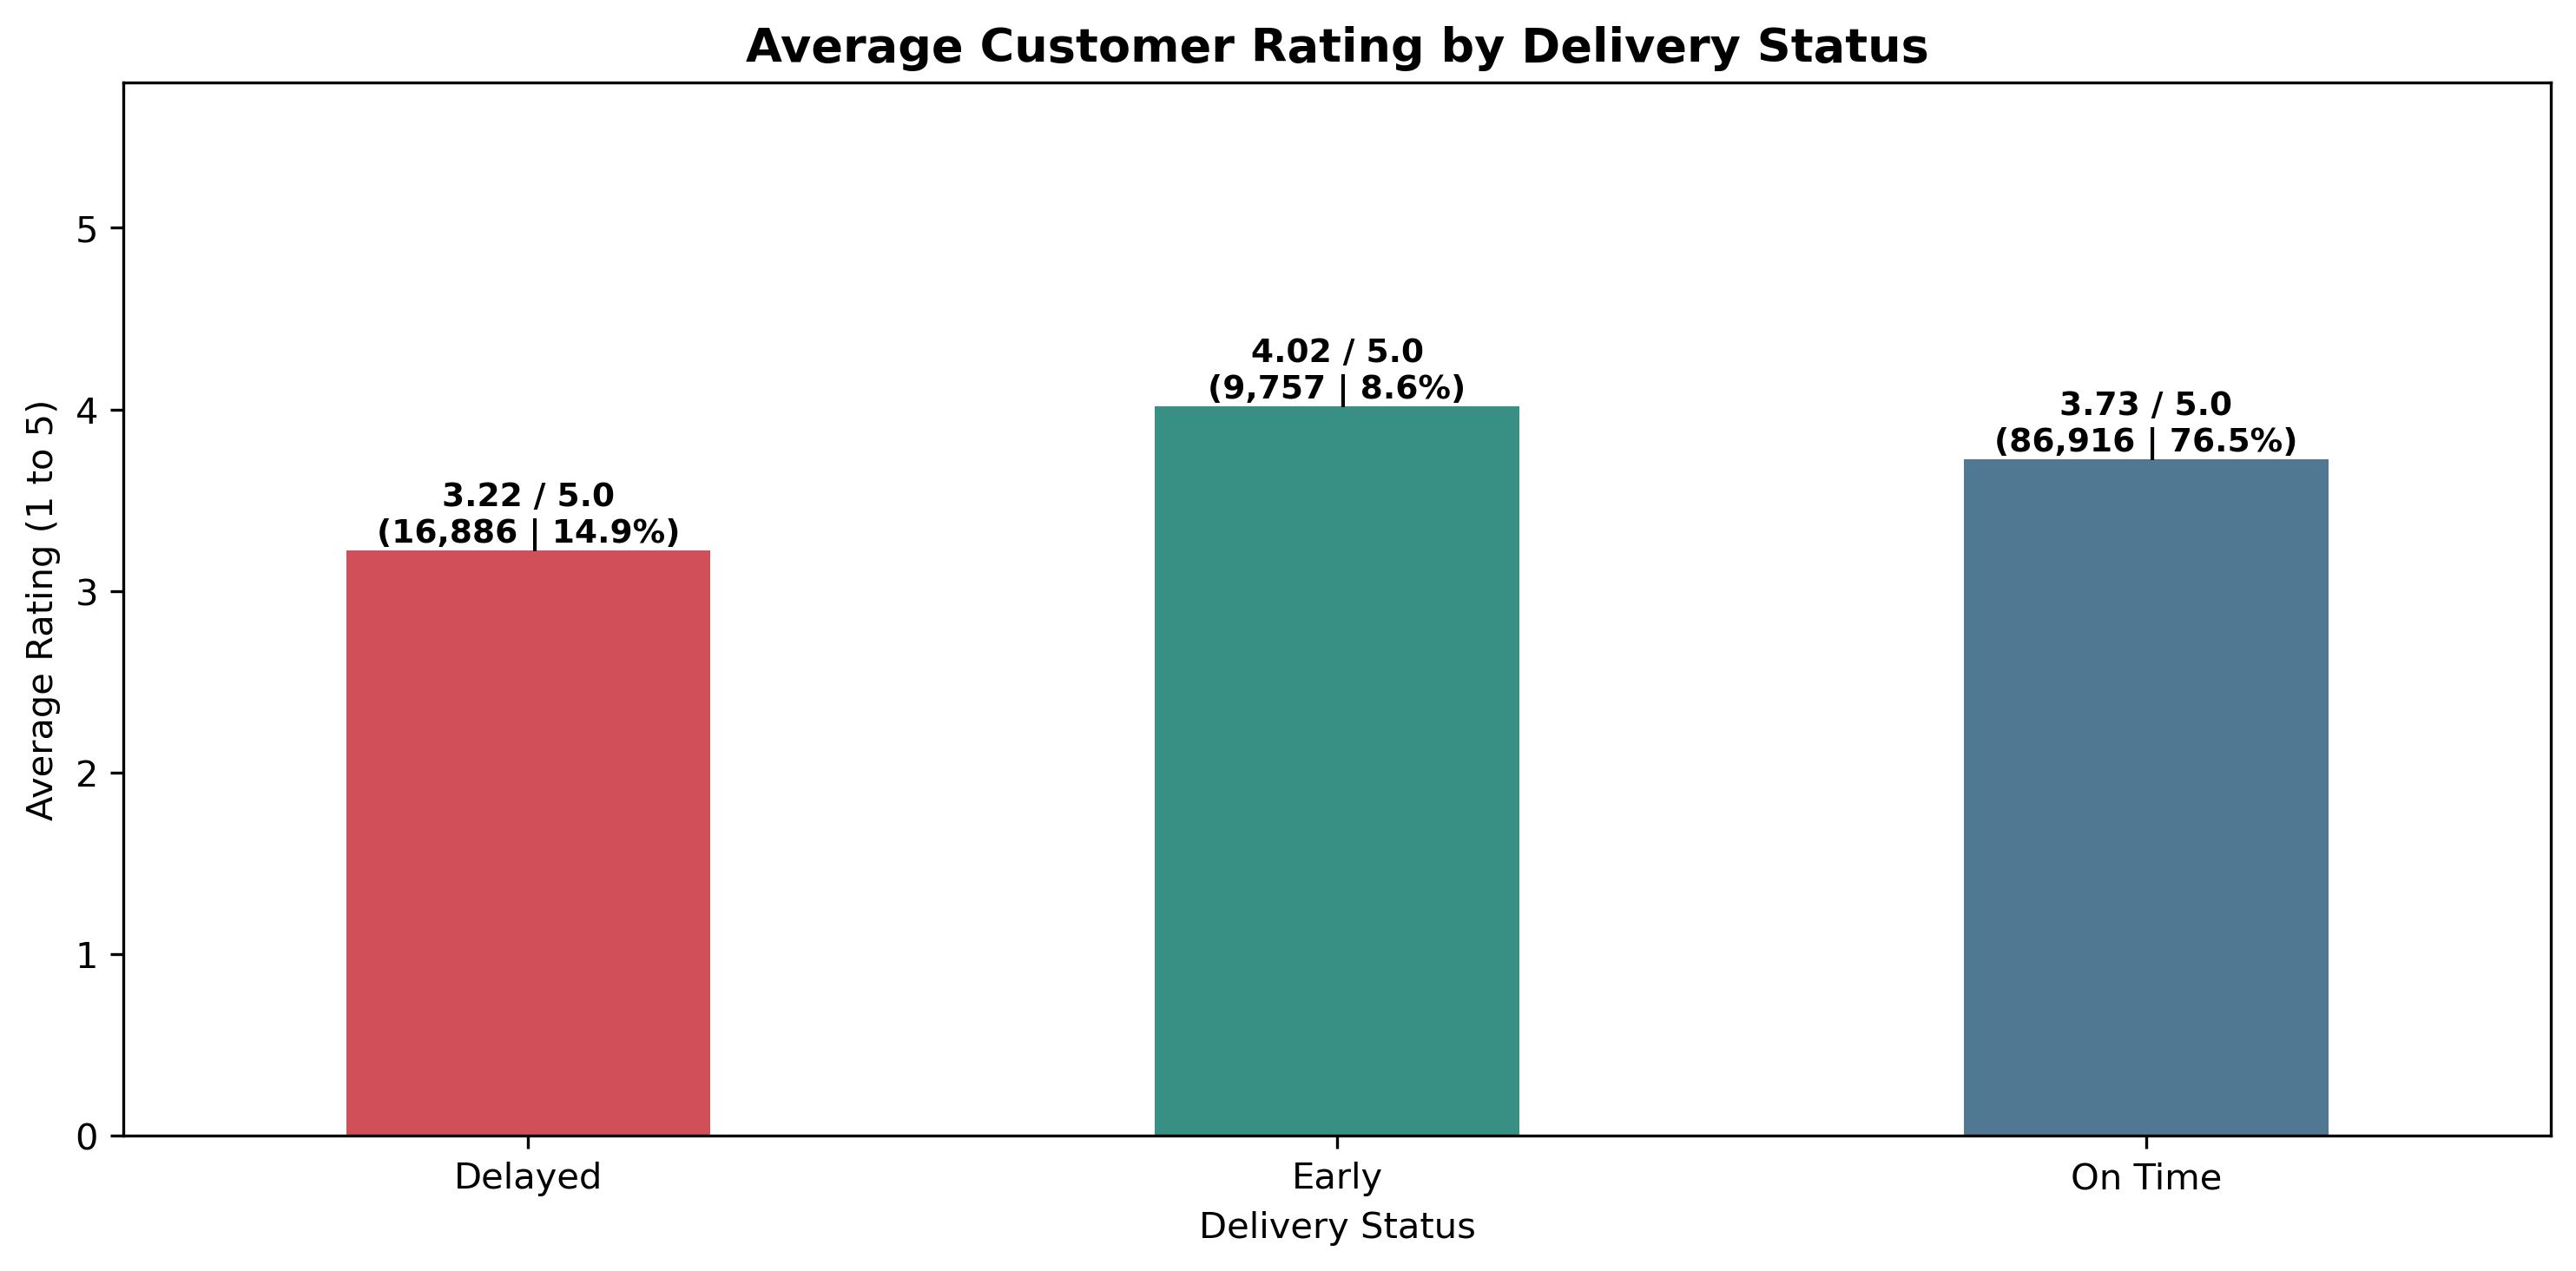 Average Customer Rating by Delivery Status
Average Rating (1 to 5)
5
4
3
2
1
0
3.22 / 5.0
(16,886 | 14.9%)
4.02 / 5.0
(9,757 | 8.6%)
3.73 / 5.0
(86,916 | 76.5%)
Delayed
Early
On Time
Delivery Status